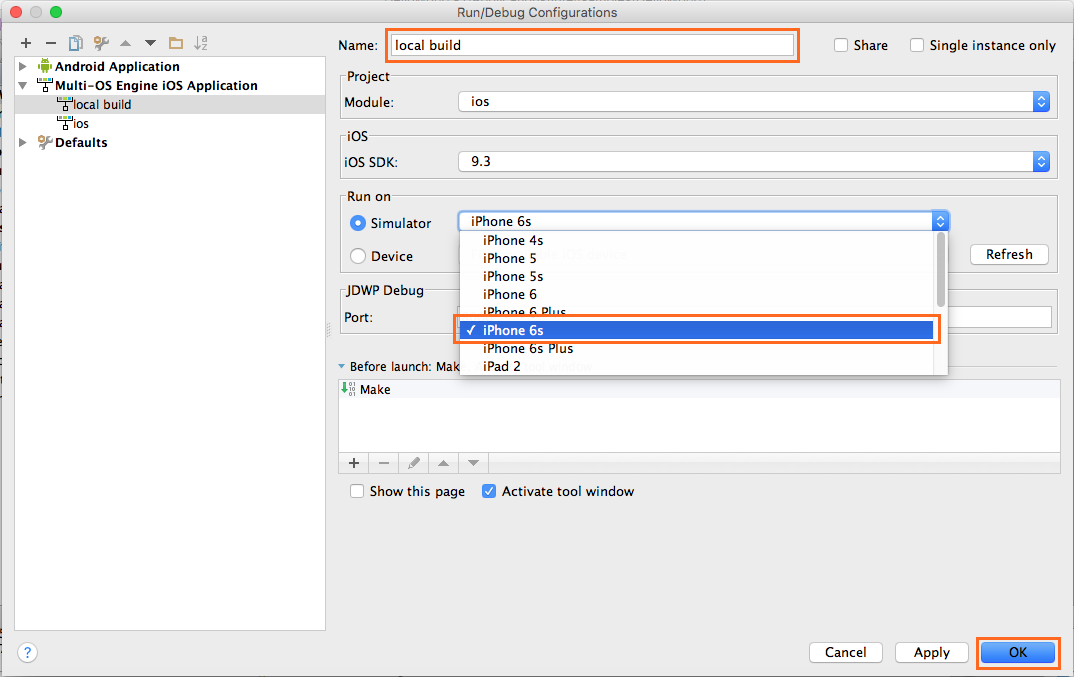 Run/Debug Configurations
Name: local build
Share
Single instance only
Android Application
Multi-OS Engine iOS Application
local build
ios
Defaults
Project
Module: ios
iOS
iOS SDK: 9.3
Run on
Simulator iPhone 6s
Device
iPhone 4s
iPhone 5
iPhone 5s
iPhone 6
iPhone 6 Plus
✓ iPhone 6s
iPhone 6s Plus
iPad 2
Refresh
JDWP Debug
Port:
Before launch: Mak
Make
Show this page
Activate tool window
?
Cancel
Apply
OK